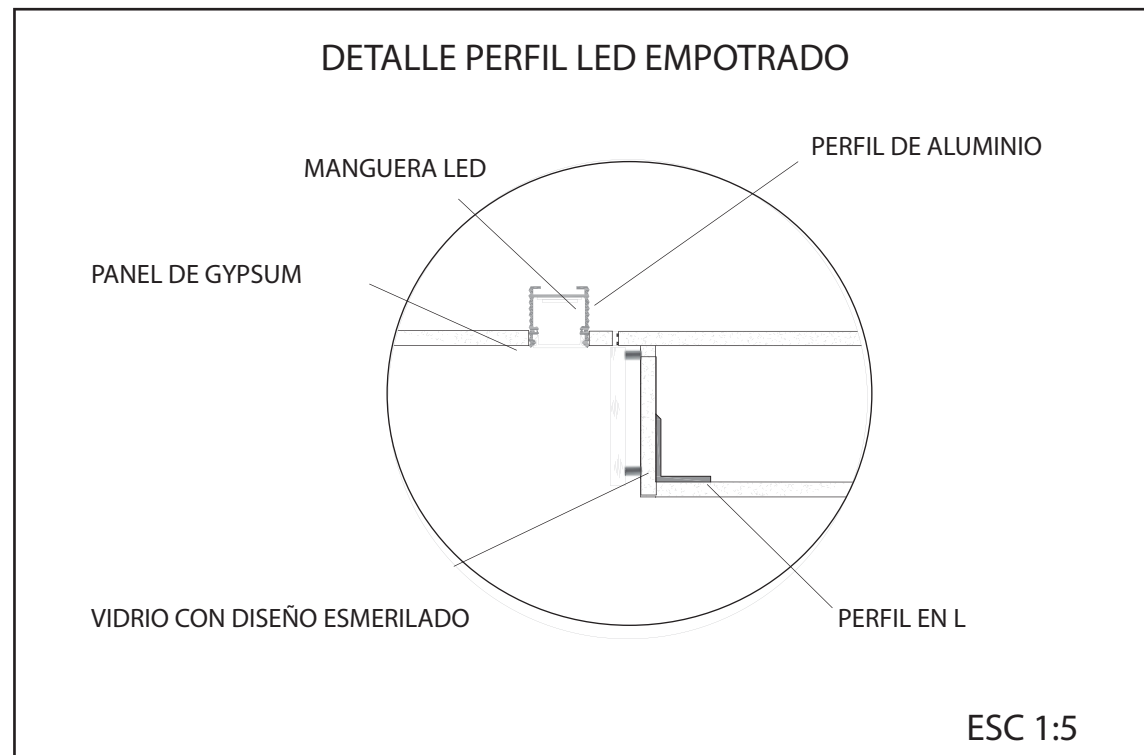 DETALLE PERFIL LED EMPOTRADO
PERFIL DE ALUMINIO
MANGUERA LED
PANEL DE GYPSUM
VIDRIO CON DISEÑO ESMERILADO
PERFIL EN L
ESC 1:5